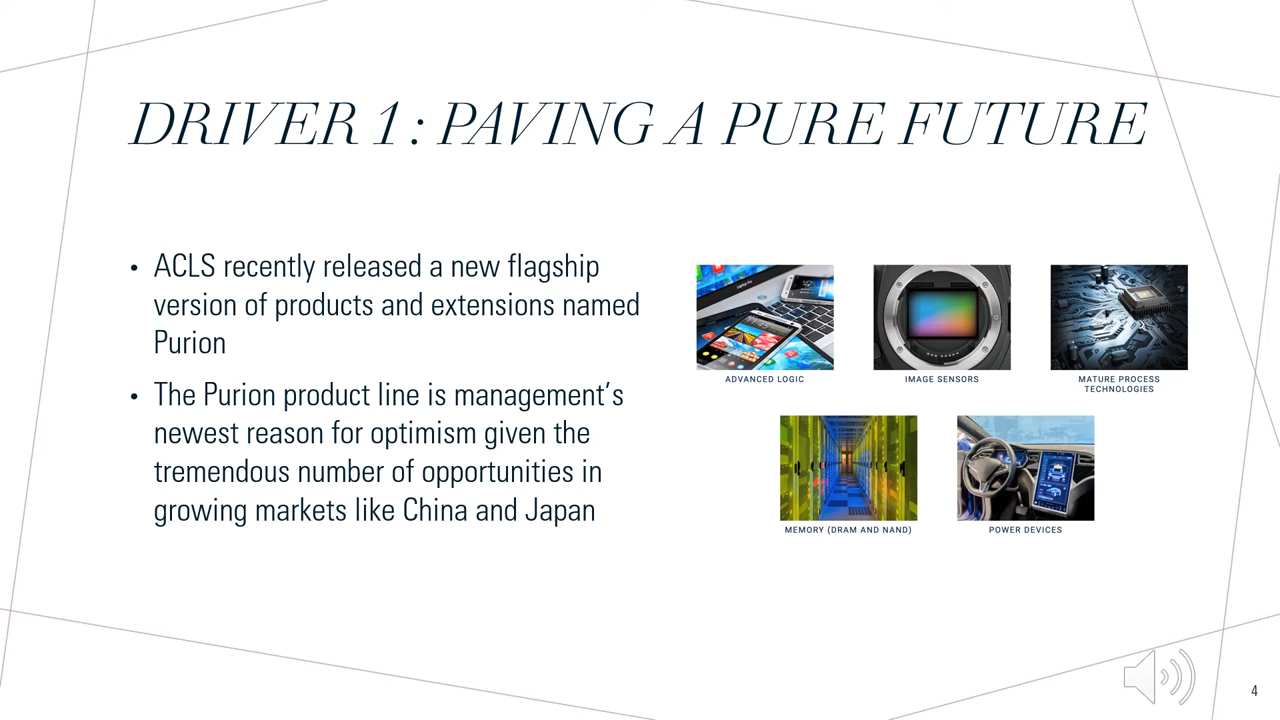 DRIVER 1: PAVING A PURE FUTURE
• ACLS recently released a new flagship
version of products and extensions named
Purion
• The Purion product line is management's
newest reason for optimism given the
tremendous number of opportunities in
growing markets like China and Japan
ADVANCED LOGIC
IMAGE SENSORS
MATURE PROCESS
TECHNOLOGIES
MEMORY (DRAM AND NAND)
POWER DEVICES
4